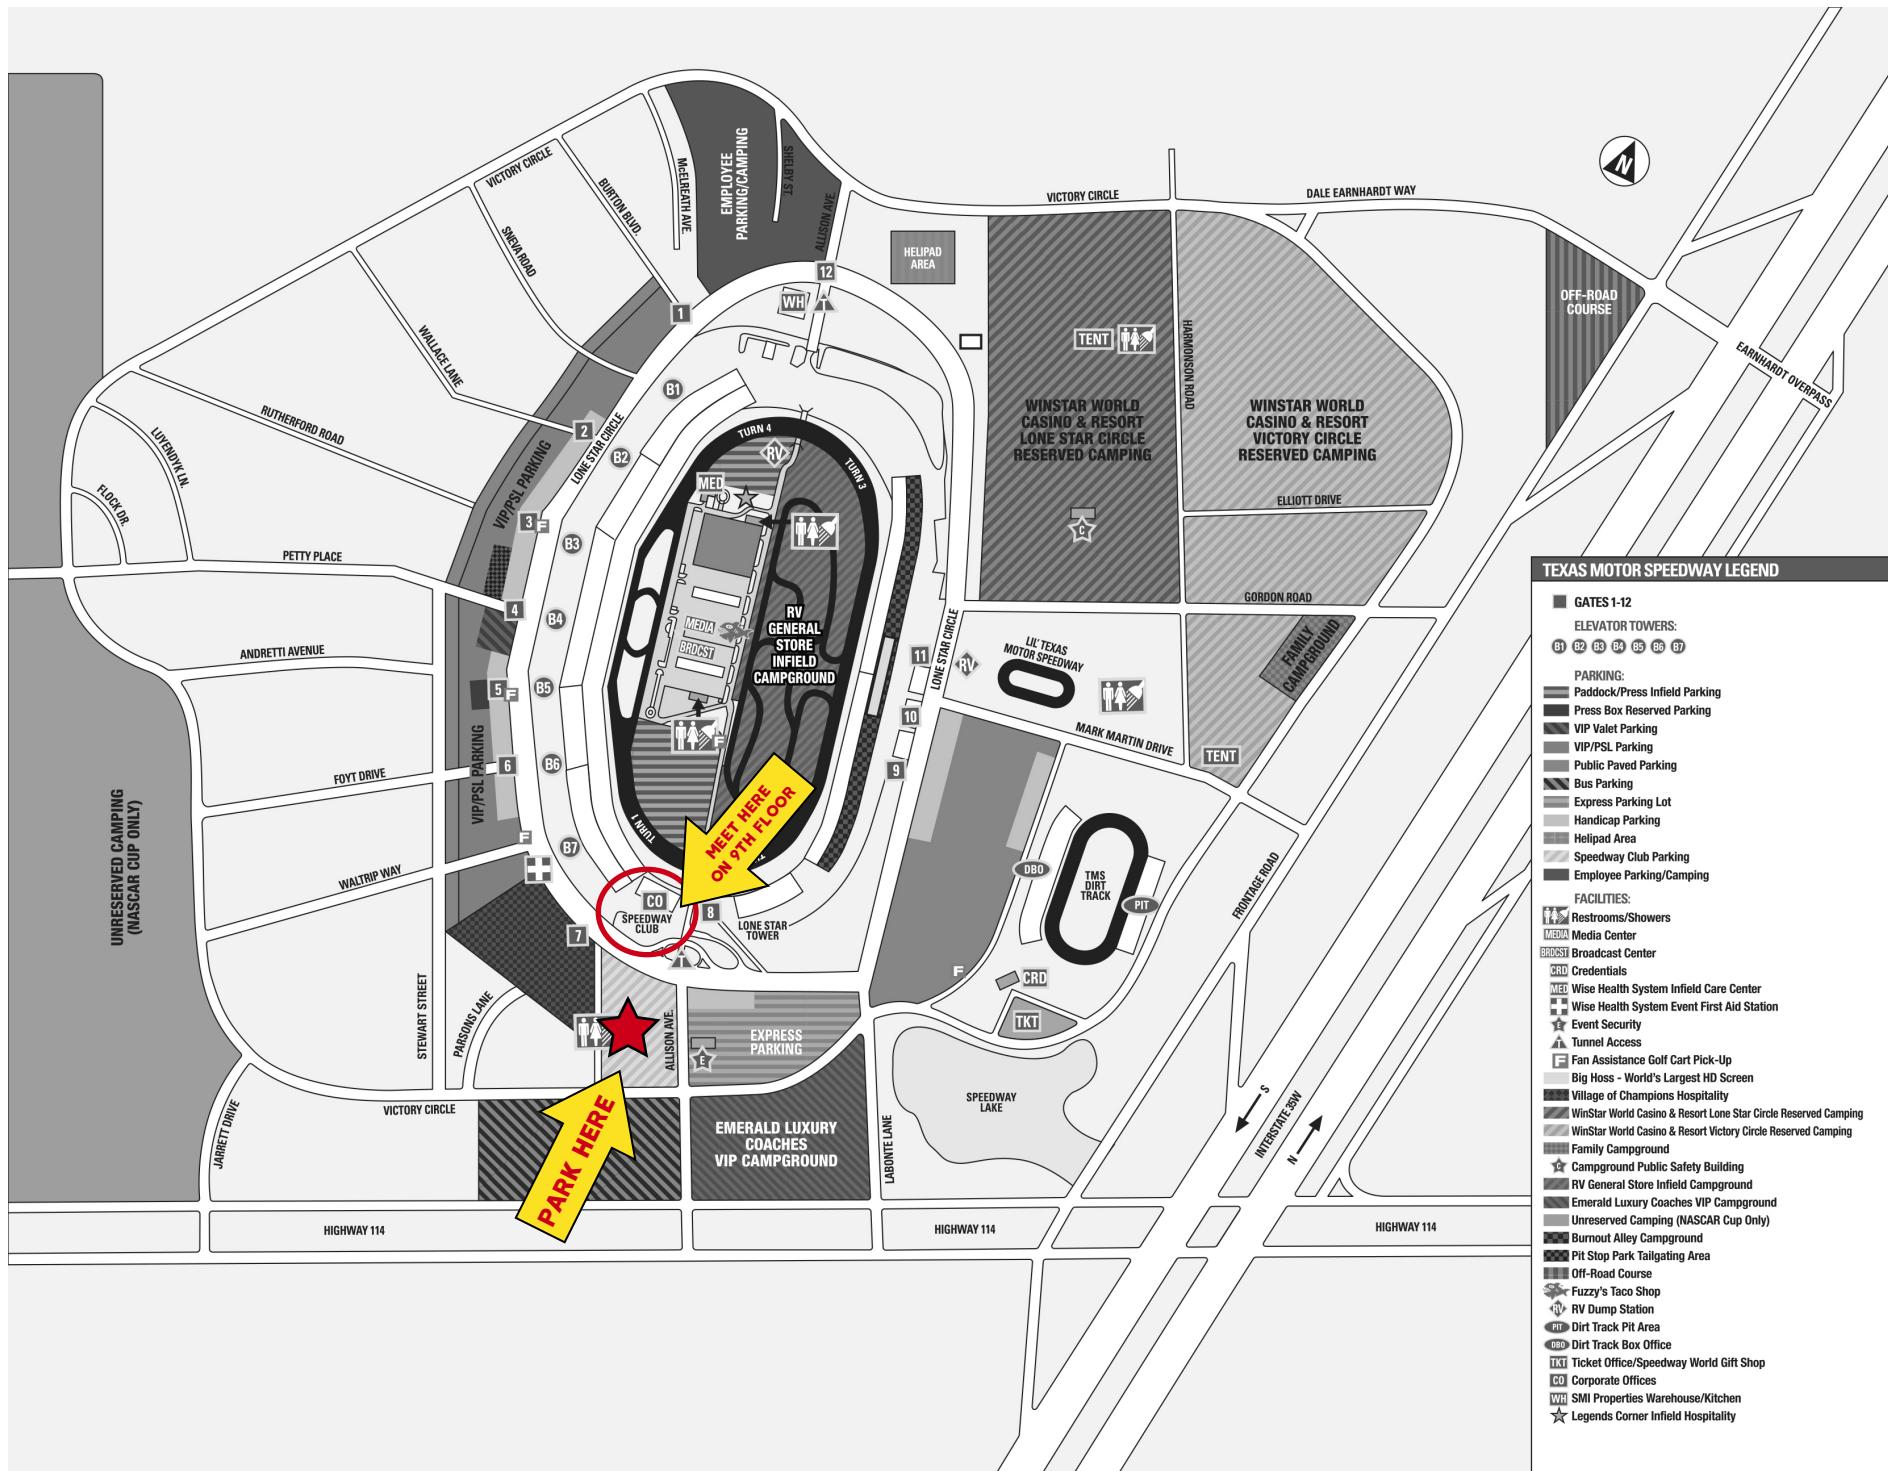 VICTORY CIRCLE
BURTON BLVD.
SNEVA ROAD
McELREATH AVE.
EMPLOYEE
PARKING/CAMPING
SHELBY ST.
ALLISON AVE.
12
WH
T
1
HELIPAD
AREA
VICTORY CIRCLE
DALE EARNHARDT WAY
N
OFF-ROAD
COURSE
EARNHARDT OVERPASS
HARMONSON ROAD
TENT
WINSTAR WORLD
CASINO & RESORT
LONE STAR CIRCLE
RESERVED CAMPING
C
WINSTAR WORLD
CASINO & RESORT
VICTORY CIRCLE
RESERVED CAMPING
ELLIOTT DRIVE
GORDON ROAD
FAMILY
CAMPGROUND
WALLACE LANE
RUTHERFORD ROAD
LUYENDYK LN.
FLOCK DR.
PETTY PLACE
ANDRETTI AVENUE
FOYT DRIVE
WALTRIP WAY
STEWART STREET
PARSONS LANE
JARRETT DRIVE
UNRESERVED CAMPING
(NASCAR CUP ONLY)
VIP/PSL PARKING
VIP/PSL PARKING
LONE STAR CIRCLE
2
3
F
4
5
F
6
F
7
B1
B2
B3
B4
B5
B6
B7
TURN 4
TURN 3
RV
MED
MEDIA
BRDCST
RV
GENERAL
STORE
INFIELD
CAMPGROUND
F
TURN 1
MEET HERE
ON 9TH FLOOR
CO
SPEEDWAY
CLUB
8
LONE STAR
TOWER
T
11
10
9
LONE STAR CIRCLE
RV
LIL' TEXAS
MOTOR SPEEDWAY
MARK MARTIN DRIVE
TENT
FRONTAGE ROAD
DBO
TMS
DIRT
TRACK
PIT
F
CRD
TKT
ALLISON AVE.
EXPRESS
PARKING
E
SPEEDWAY
LAKE
LABONTE LANE
VICTORY CIRCLE
PARK HERE
EMERALD LUXURY
COACHES
VIP CAMPGROUND
S
INTERSTATE 35W
N
HIGHWAY 114
HIGHWAY 114
HIGHWAY 114
TEXAS MOTOR SPEEDWAY LEGEND
GATES 1-12
ELEVATOR TOWERS:
B1 B2 B3 B4 B5 B6 B7
PARKING:
Paddock/Press Infield Parking
Press Box Reserved Parking
VIP Valet Parking
VIP/PSL Parking
Public Paved Parking
Bus Parking
Express Parking Lot
Handicap Parking
Helipad Area
Speedway Club Parking
Employee Parking/Camping
FACILITIES:
Restrooms/Showers
MEDIA Media Center
BRDCST Broadcast Center
CRD Credentials
MED Wise Health System Infield Care Center
Wise Health System Event First Aid Station
E Event Security
T Tunnel Access
F Fan Assistance Golf Cart Pick-Up
Big Hoss - World's Largest HD Screen
Village of Champions Hospitality
WinStar World Casino & Resort Lone Star Circle Reserved Camping
WinStar World Casino & Resort Victory Circle Reserved Camping
Family Campground
C Campground Public Safety Building
RV General Store Infield Campground
Emerald Luxury Coaches VIP Campground
Unreserved Camping (NASCAR Cup Only)
Burnout Alley Campground
Pit Stop Park Tailgating Area
Off-Road Course
Fuzzy's Taco Shop
RV RV Dump Station
PIT Dirt Track Pit Area
DBO Dirt Track Box Office
TKT Ticket Office/Speedway World Gift Shop
CO Corporate Offices
WH SMI Properties Warehouse/Kitchen
Legends Corner Infield Hospitality